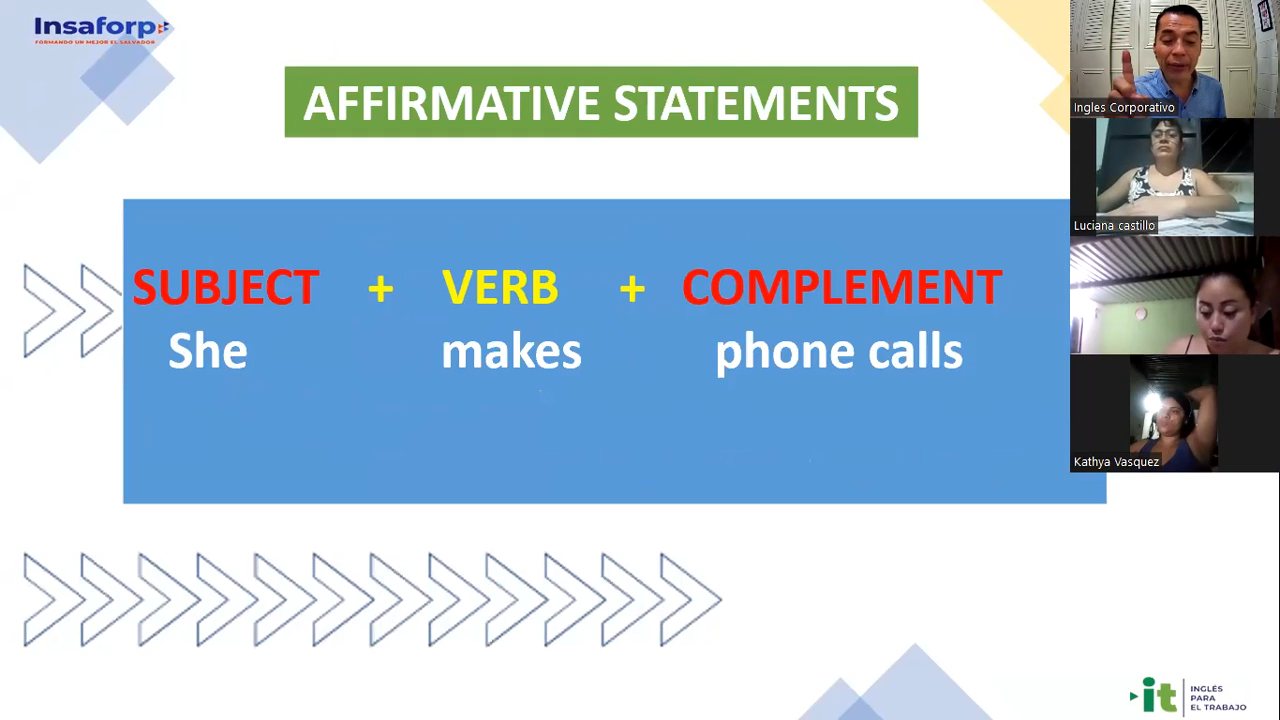 Insaforp
FORMANDO UN MEJOR EL SALVADOR
AFFIRMATIVE STATEMENTS
SUBJECT + VERB + COMPLEMENT
She makes phone calls
Ingles Corporativo
Luciana castillo
Kathya Vasquez
it
INGLÉS
PARA
EL TRABAJO